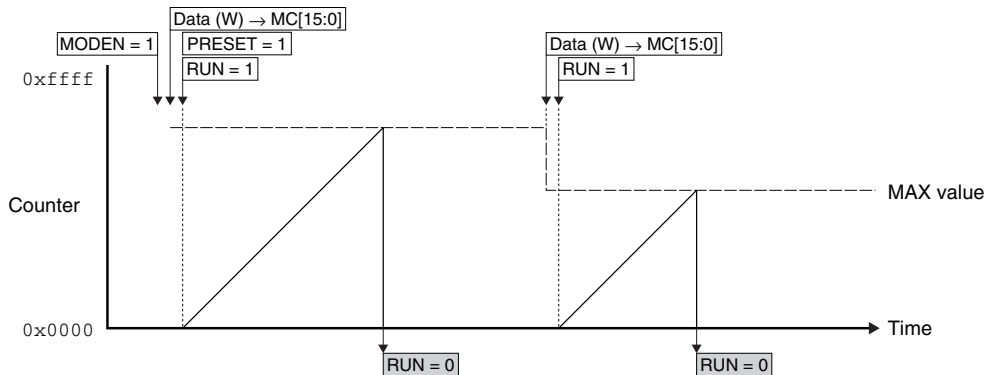 Data (W) → MC[15:0]
MODEN = 1
PRESET = 1
RUN = 1
Data (W) → MC[15:0]
RUN = 1
0xffff
Counter
MAX value
0x0000
Time
RUN = 0
RUN = 0